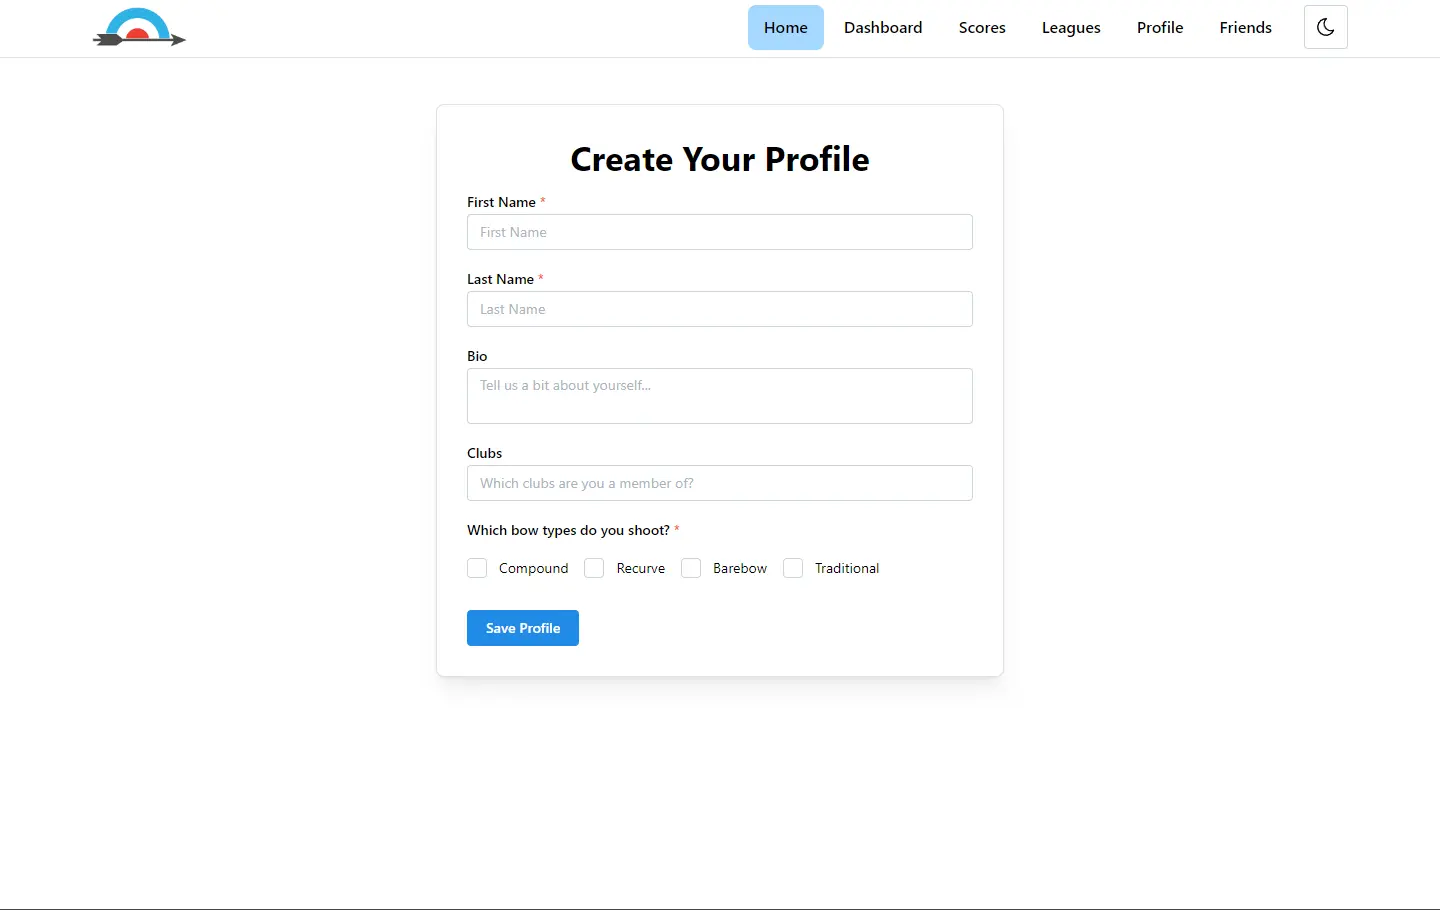 Home Dashboard Scores Leagues Profile Friends
Create Your Profile
First Name *
First Name
Last Name *
Last Name
Bio
Tell us a bit about yourself...
Clubs
Which clubs are you a member of?
Which bow types do you shoot? *
Compound Recurve Barebow Traditional
Save Profile